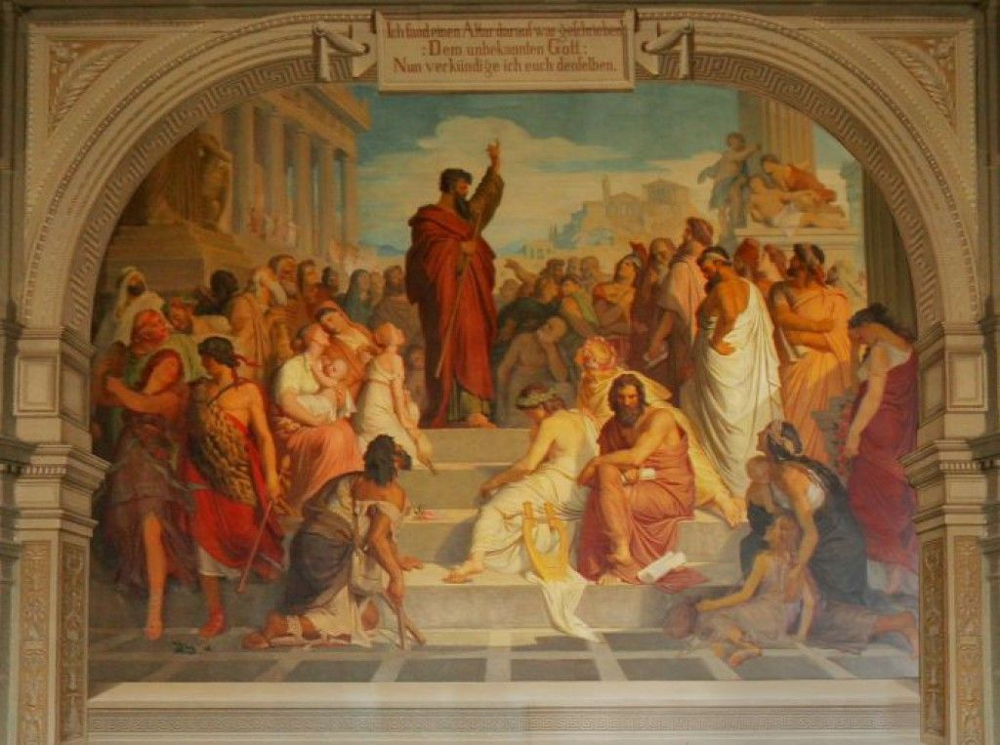 Ich fand einen Altar darauf war geschrieben
: Dem unbekannten Gott :
Nun verkündige ich euch denselben.